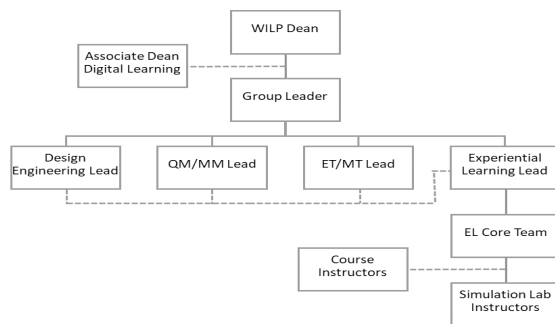 WILP Dean
Associate Dean
Digital Learning
Group Leader
Design
Engineering Lead
QM/MM Lead
ET/MT Lead
Experiential
Learning Lead
EL Core Team
Course
Instructors
Simulation Lab
Instructors